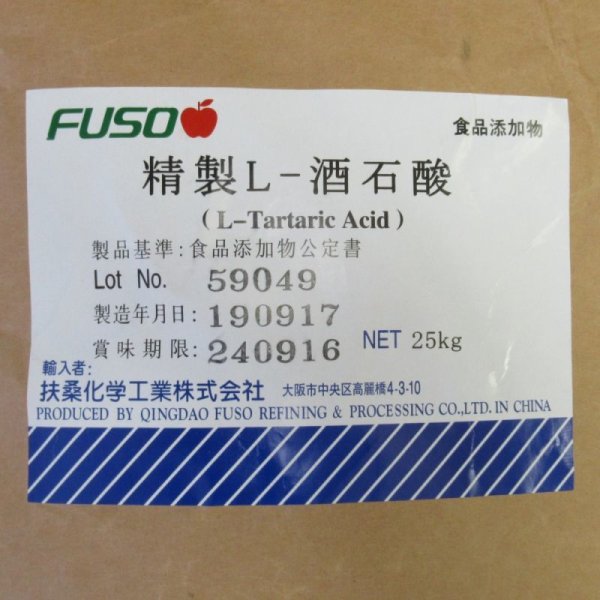 FUSO
食品添加物
精製L-酒石酸
(L-Tartaric Acid)
製品基準:食品添加物公定書
Lot No. 59049
製造年月日:190917
賞味期限:240916
NET 25kg
輸入者:
扶桑化学工業株式会社 大阪市中央区高麗橋4-3-10
PRODUCED BY QINGDAO FUSO REFINING & PROCESSING CO.,LTD. IN CHINA